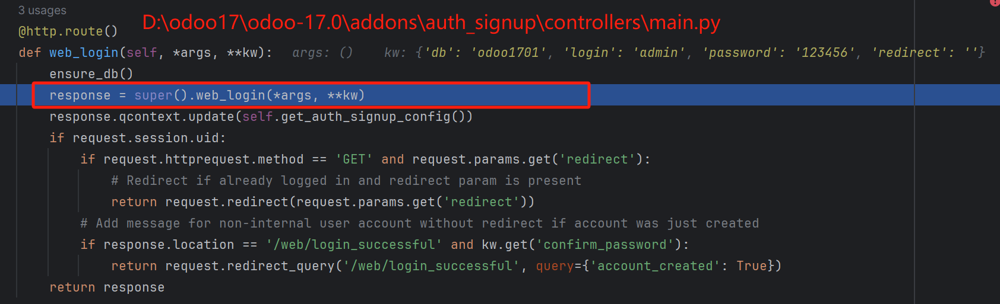 3 usages
@http.route()
D:\odoo17\odoo-17.0\addons\auth_signup\controllers\main.py
def web_login(self, *args, **kw):   args: ()    kw: {'db': 'odoo1701', 'login': 'admin', 'password': '123456', 'redirect': ''}
    ensure_db()
    response = super().web_login(*args, **kw)
    response.qcontext.update(self.get_auth_signup_config())
    if request.session.uid:
        if request.httprequest.method == 'GET' and request.params.get('redirect'):
            # Redirect if already logged in and redirect param is present
            return request.redirect(request.params.get('redirect'))
        # Add message for non-internal user account without redirect if account was just created
        if response.location == '/web/login_successful' and kw.get('confirm_password'):
            return request.redirect_query('/web/login_successful', query={'account_created': True})
    return response